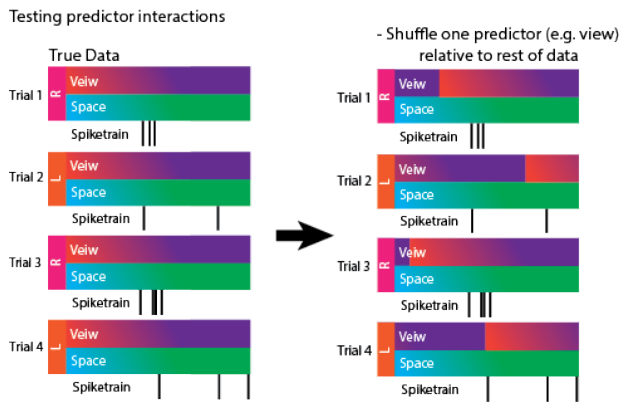 Testing predictor interactions
True Data
Trial 1
R
Veiw
Space
Spiketrain
Trial 2
L
Veiw
Space
Spiketrain
Trial 3
R
Veiw
Space
Spiketrain
Trial 4
L
Veiw
Space
Spiketrain
- Shuffle one predictor (e.g. view)
relative to rest of data
Trial 1
R
Veiw
Space
Spiketrain
Trial 2
L
Veiw
Space
Spiketrain
Trial 3
R
Veiw
Space
Spiketrain
Trial 4
L
Veiw
Space
Spiketrain